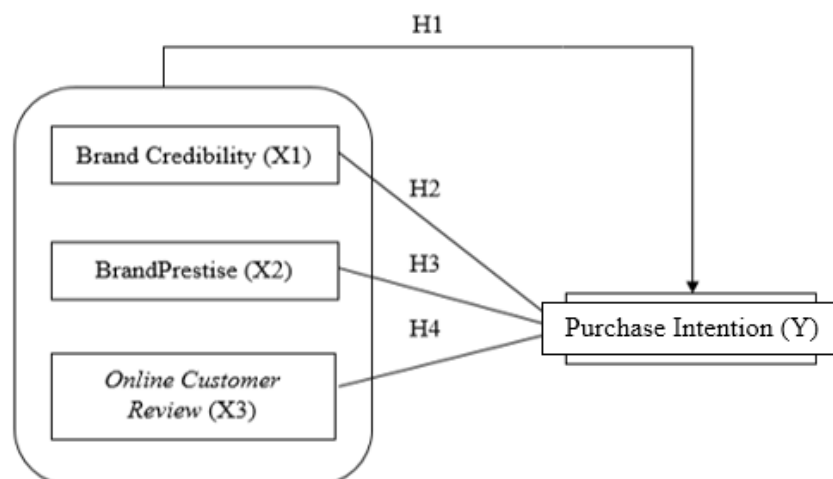 H1
Brand Credibility (X1)
H2
BrandPrestise (X2)
H3
H4
Purchase Intention (Y)
Online Customer
Review (X3)